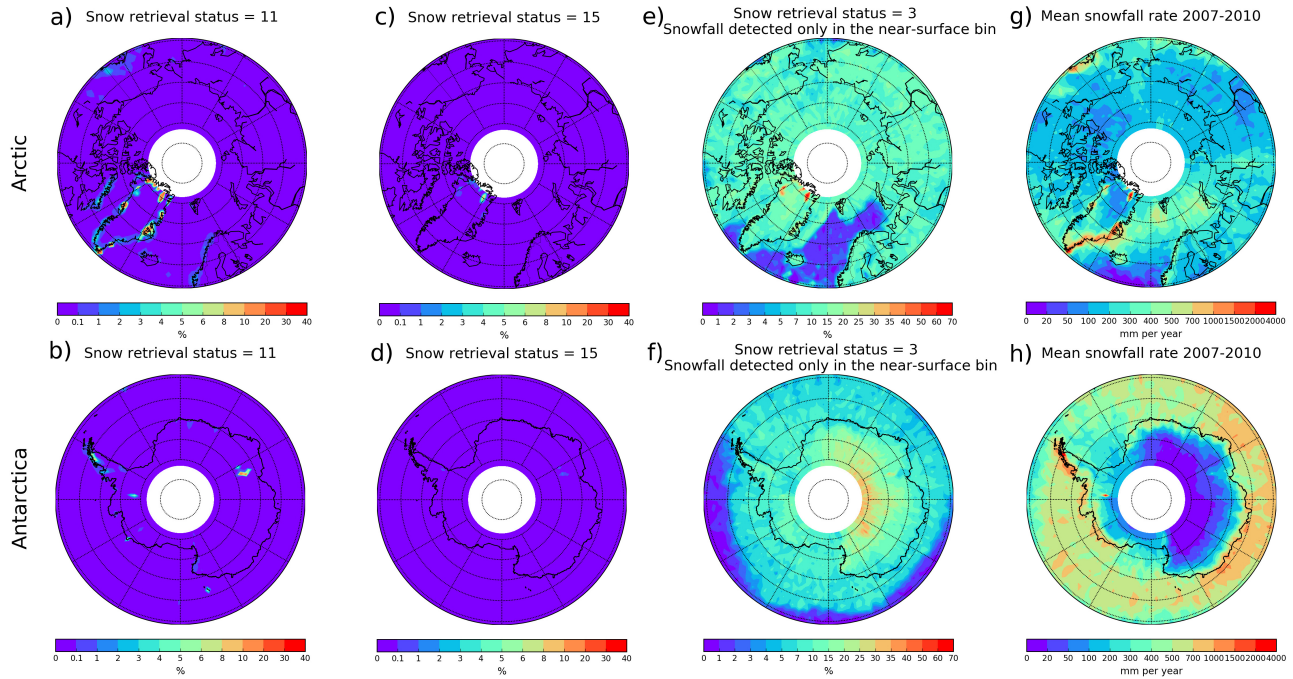 a) Snow retrieval status = 11
c) Snow retrieval status = 15
e) Snow retrieval status = 3
Snowfall detected only in the near-surface bin
g) Mean snowfall rate 2007-2010
Arctic
0 0.1 1 2 3 4 5 6 8 10 20 30 40
%
0 0.1 1 2 3 4 5 6 8 10 20 30 40
%
0 1 2 3 4 5 7 10 15 25 35 40 50 60 70
%
0 20 50 100 200 300 400 500 700 1000 1500 2000 4000
mm per year
b) Snow retrieval status = 11
d) Snow retrieval status = 15
f) Snow retrieval status = 3
Snowfall detected only in the near-surface bin
h) Mean snowfall rate 2007-2010
Antarctica
0 0.1 1 2 3 4 5 6 8 10 20 30 40
%
0 0.1 1 2 3 4 5 6 8 10 20 30 40
%
0 1 2 3 4 5 7 10 15 25 35 40 50 60 70
%
0 20 50 100 200 300 400 500 700 1000 1500 2000 4000
mm per year